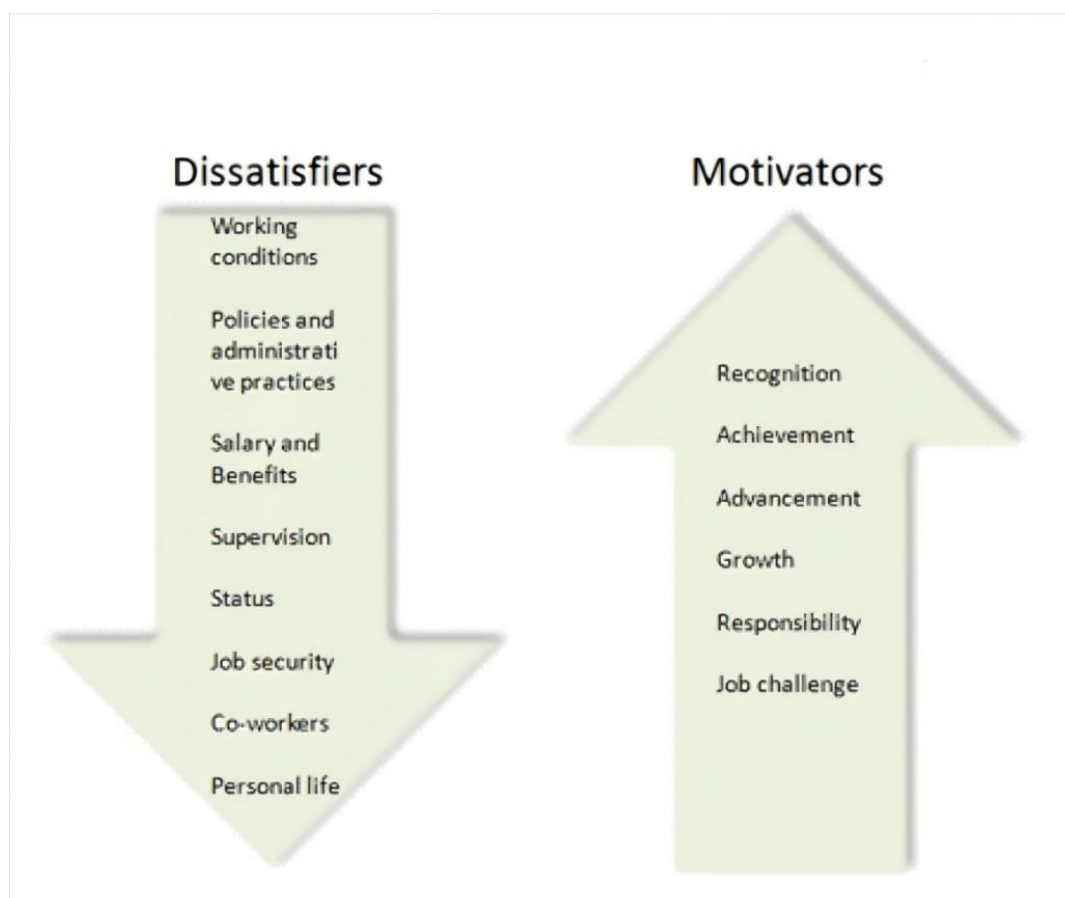 Dissatisfiers
Working
conditions
Policies and
administrati
ve practices
Salary and
Benefits
Supervision
Status
Job security
Co-workers
Personal life
Motivators
Recognition
Achievement
Advancement
Growth
Responsibility
Job challenge